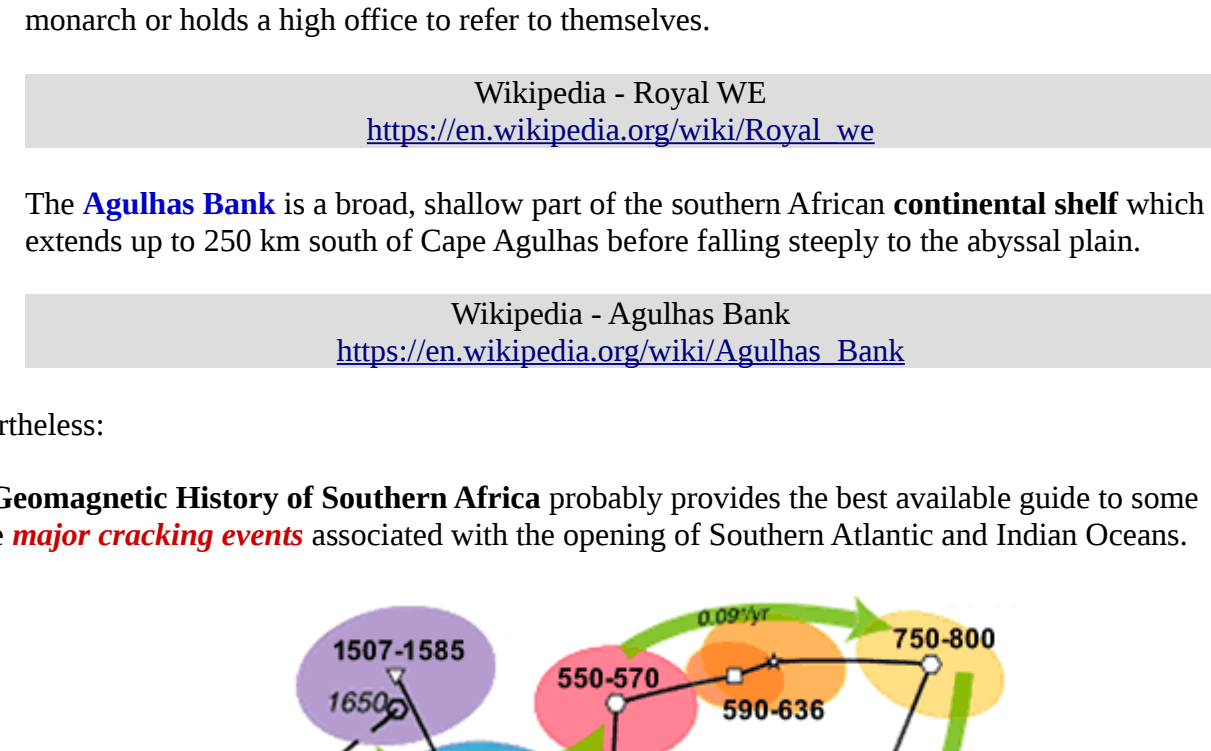 monarch or holds a high office to refer to themselves.
Wikipedia - Royal WE
https://en.wikipedia.org/wiki/Royal_we
The Agulhas Bank is a broad, shallow part of the southern African continental shelf which
extends up to 250 km south of Cape Agulhas before falling steeply to the abyssal plain.
Wikipedia - Agulhas Bank
https://en.wikipedia.org/wiki/Agulhas_Bank
rtheless:
Geomagnetic History of Southern Africa probably provides the best available guide to some
major cracking events associated with the opening of Southern Atlantic and Indian Oceans.
0.09°/yr
750-800
1507-1585
550-570
1650
590-636